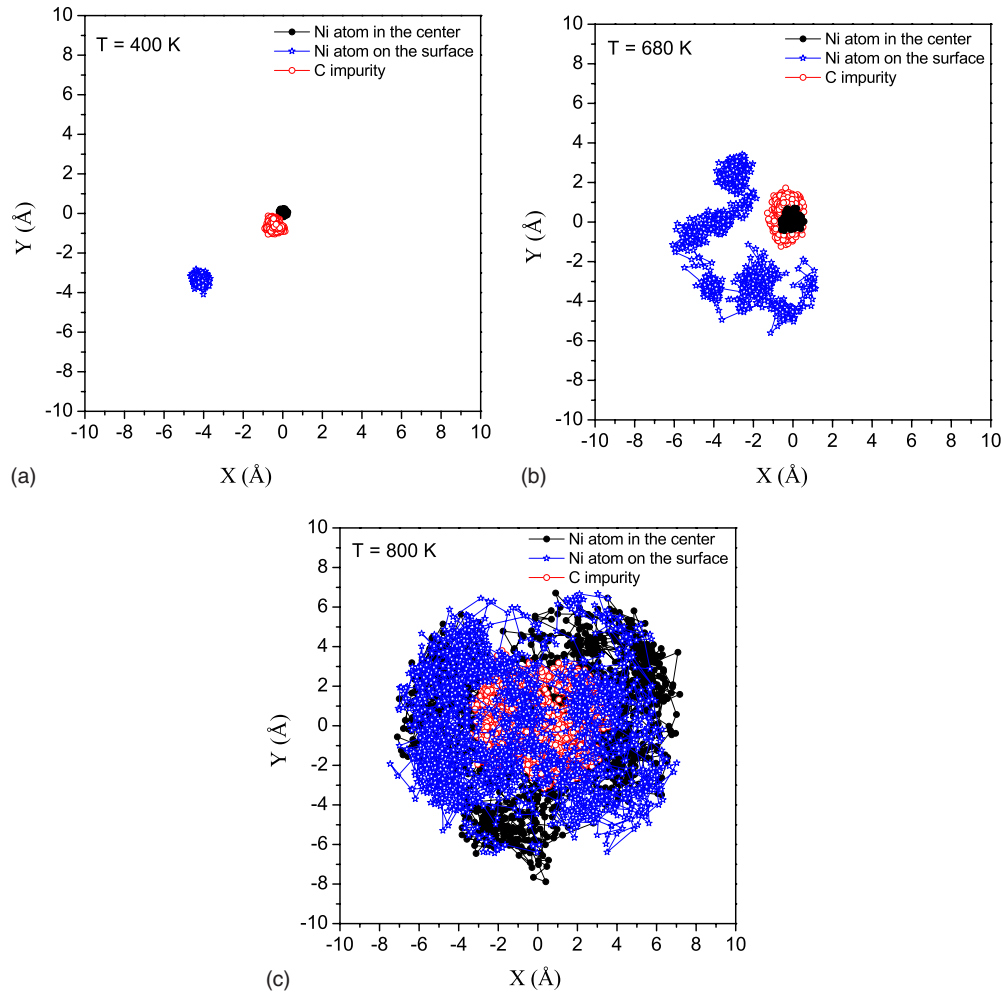 T = 400 K
Ni atom in the center
Ni atom on the surface
C impurity
10
8
6
4
2
0
-2
-4
-6
-8
-10
Y (Å)
-10 -8 -6 -4 -2 0 2 4 6 8 10
X (Å)
(a)
T = 680 K
Ni atom in the center
Ni atom on the surface
C impurity
10
8
6
4
2
0
-2
-4
-6
-8
-10
Y (Å)
-10 -8 -6 -4 -2 0 2 4 6 8 10
X (Å)
(b)
T = 800 K
Ni atom in the center
Ni atom on the surface
C impurity
10
8
6
4
2
0
-2
-4
-6
-8
-10
Y (Å)
-10 -8 -6 -4 -2 0 2 4 6 8 10
X (Å)
(c)